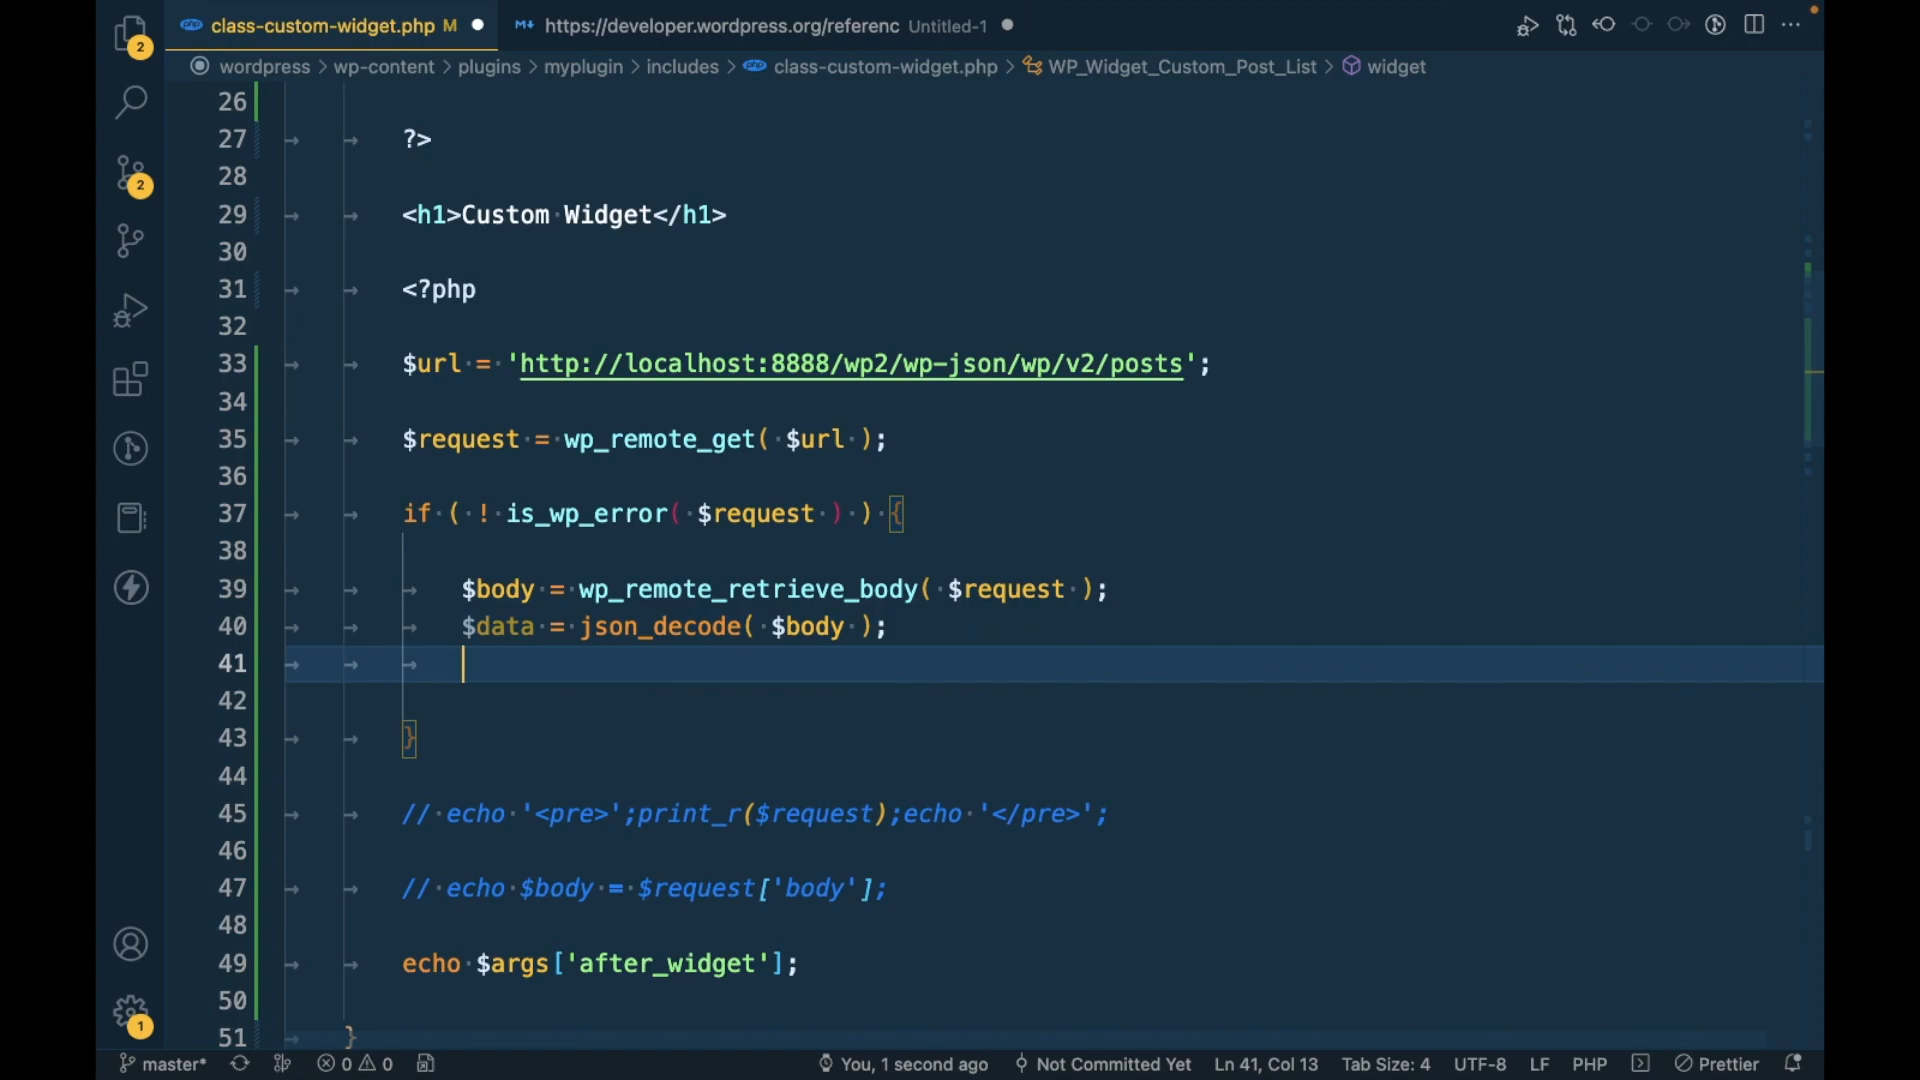 class-custom-widget.php M https://developer.wordpress.org/referenc Untitled-1
wordpress > wp-content > plugins > myplugin > includes > class-custom-widget.php > WP_Widget_Custom_Post_List > widget
26
27 ?>
28
29 <h1>Custom Widget</h1>
30
31 <?php
32
33 $url = 'http://localhost:8888/wp2/wp-json/wp/v2/posts';
34
35 $request = wp_remote_get( $url );
36
37 if ( ! is_wp_error( $request ) ) {
38
39 $body = wp_remote_retrieve_body( $request );
40 $data = json_decode( $body );
41
42
43 }
44
45 // echo '<pre>';print_r($request);echo '</pre>';
46
47 // echo $body = $request['body'];
48
49 echo $args['after_widget'];
50
51 }
2
2
1
master* 0 0 You, 1 second ago Not Committed Yet Ln 41, Col 13 Tab Size: 4 UTF-8 LF PHP Prettier